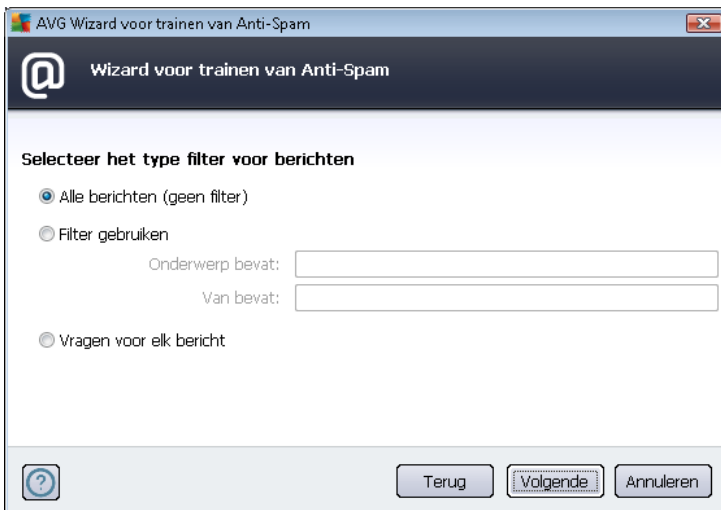 AVG Wizard voor trainen van Anti-Spam
Wizard voor trainen van Anti-Spam
Selecteer het type filter voor berichten
Alle berichten (geen filter)
Filter gebruiken
Onderwerp bevat:
Van bevat:
Vragen voor elk bericht
Terug Volgende Annuleren